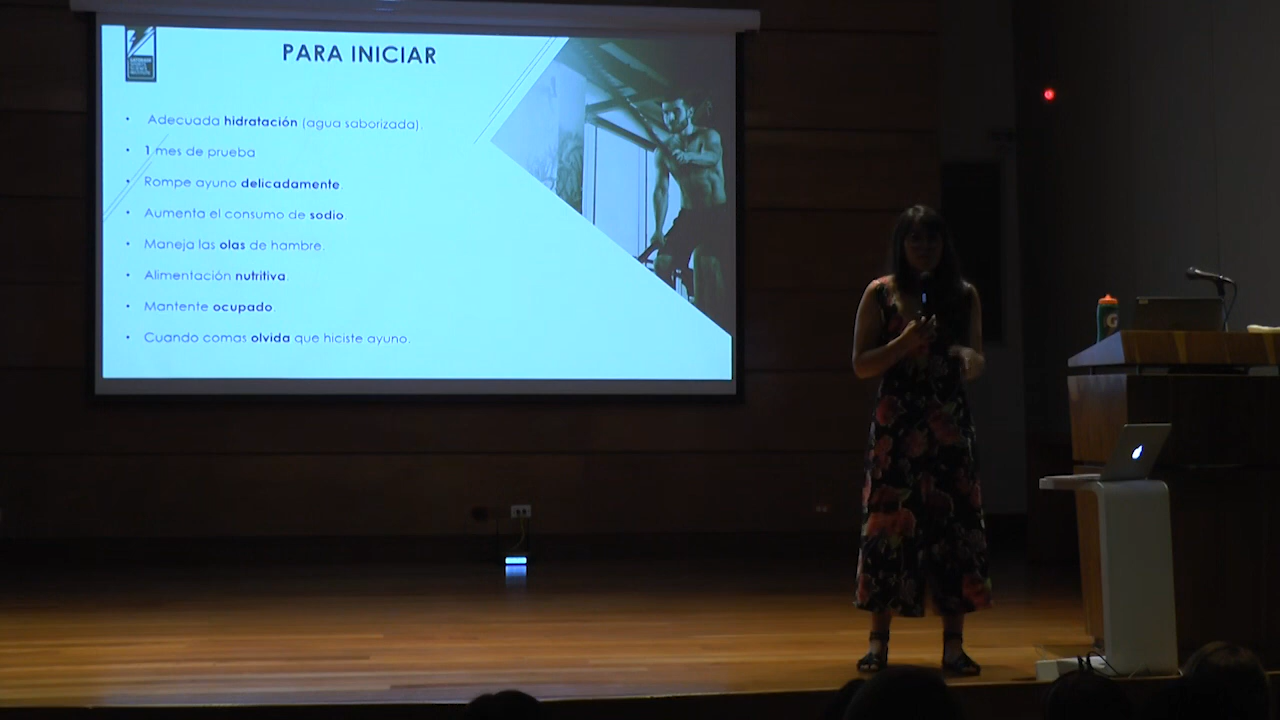 PARA INICIAR
• Adecuada hidratación (agua saborizada).
• 1 mes de prueba
• Rompe ayuno delicadamente.
• Aumenta el consumo de sodio.
• Maneja las olas de hambre.
• Alimentación nutritiva.
• Mantente ocupado.
• Cuando comas olvida que hiciste ayuno.